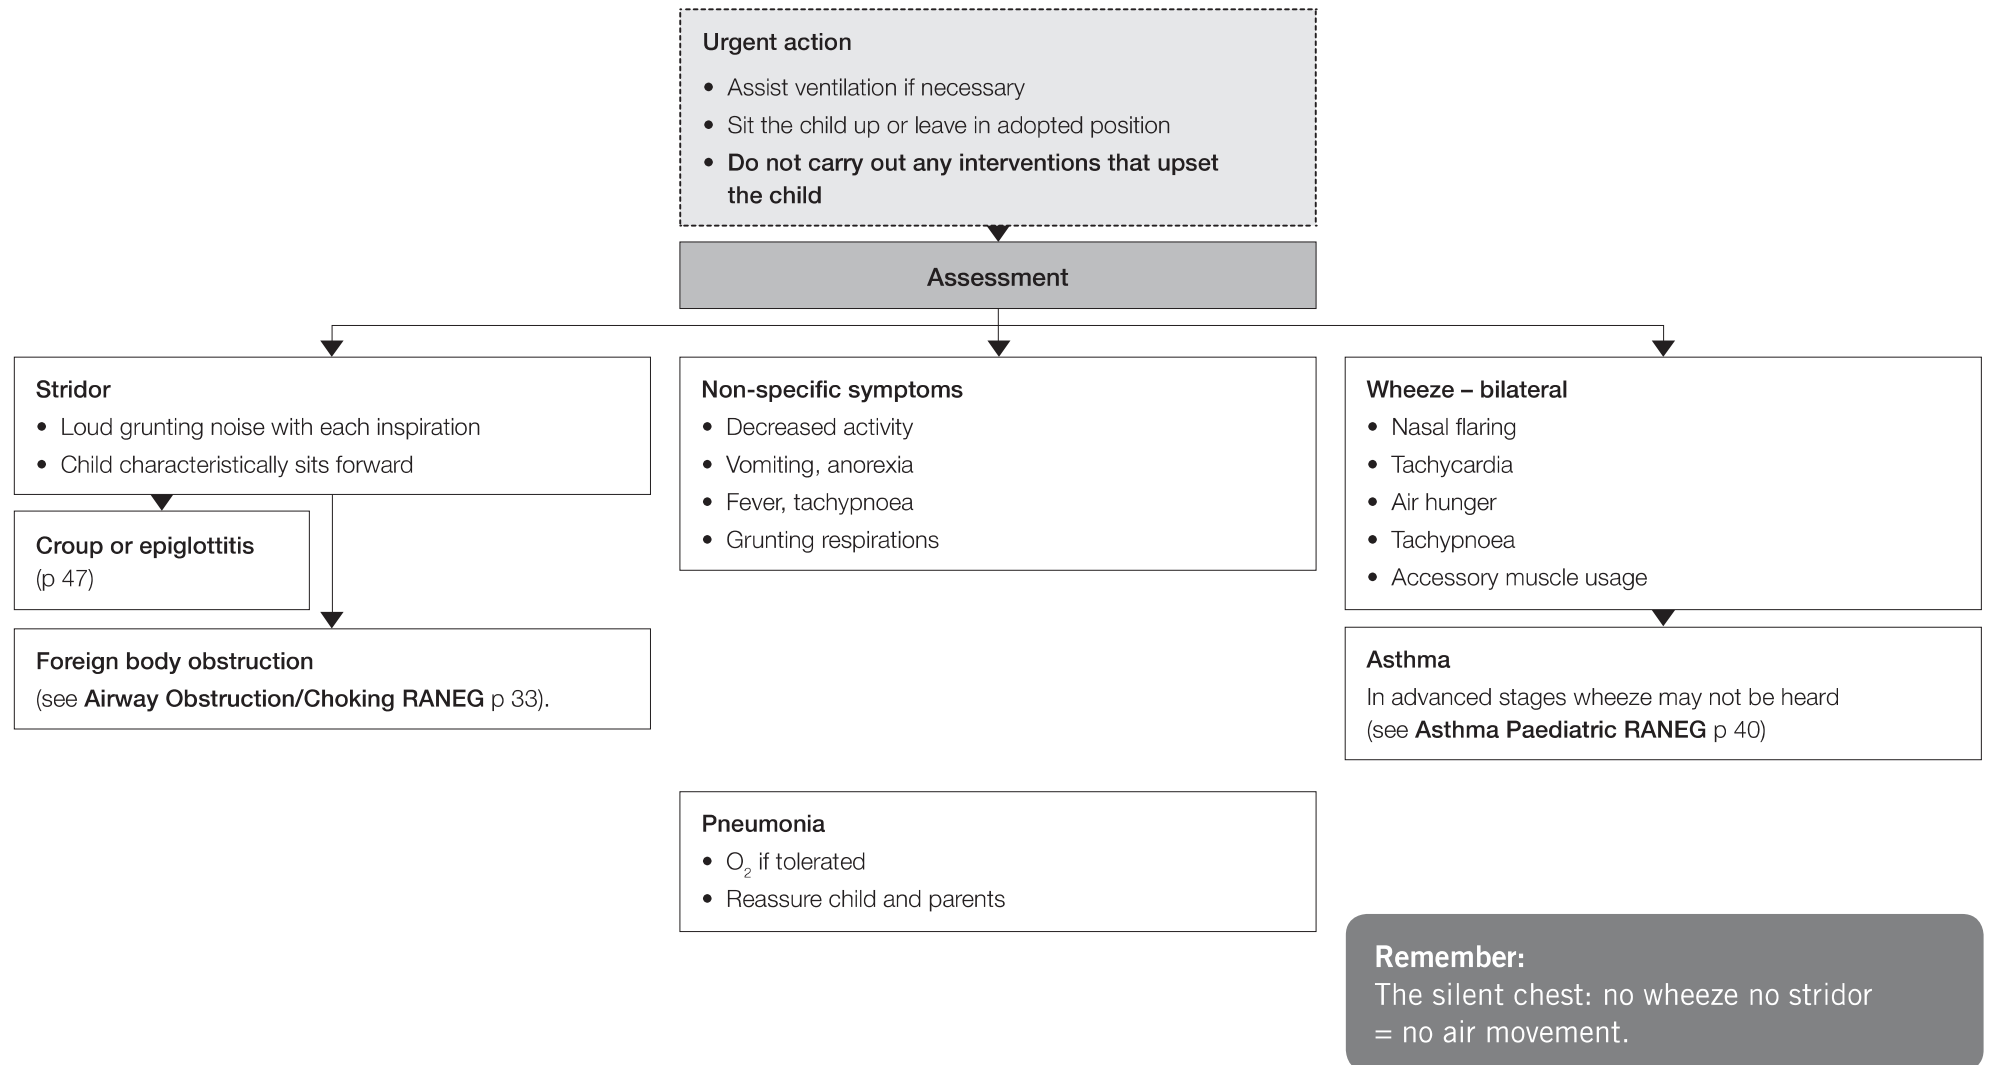 Urgent action
• Assist ventilation if necessary
• Sit the child up or leave in adopted position
• Do not carry out any interventions that upset
the child
Assessment
Stridor
• Loud grunting noise with each inspiration
• Child characteristically sits forward
Croup or epiglottitis
(p 47)
Foreign body obstruction
(see Airway Obstruction/Choking RANEG p 33).
Non-specific symptoms
• Decreased activity
• Vomiting, anorexia
• Fever, tachypnoea
• Grunting respirations
Pneumonia
• O₂ if tolerated
• Reassure child and parents
Wheeze – bilateral
• Nasal flaring
• Tachycardia
• Air hunger
• Tachypnoea
• Accessory muscle usage
Asthma
In advanced stages wheeze may not be heard
(see Asthma Paediatric RANEG p 40)
Remember:
The silent chest: no wheeze no stridor
= no air movement.